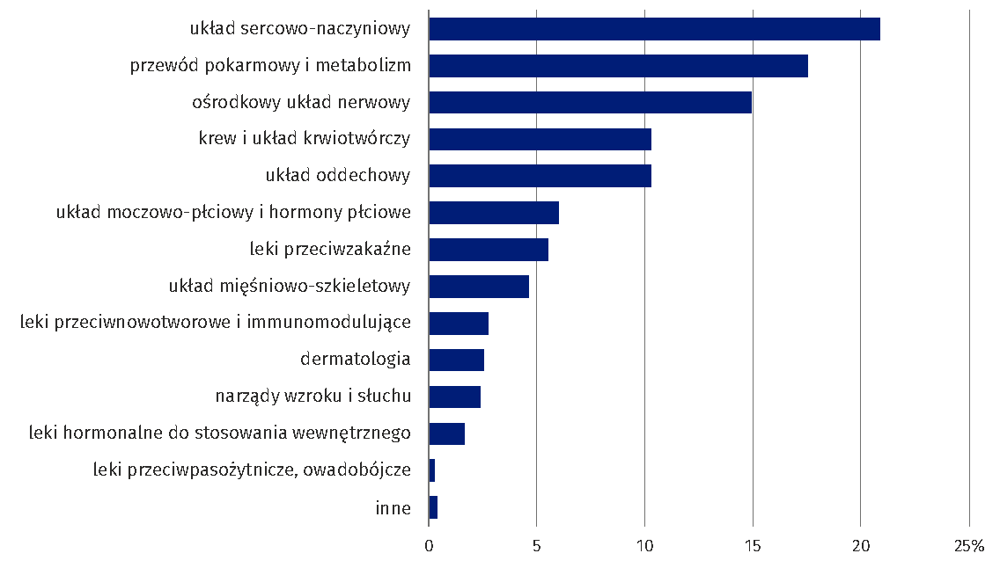 układ sercowo-naczyniowy
przewód pokarmowy i metabolizm
ośrodkowy układ nerwowy
krew i układ krwiotwórczy
układ oddechowy
układ moczowo-płciowy i hormony płciowe
leki przeciwzakaźne
układ mięśniowo-szkieletowy
leki przeciwnowotworowe i immunomodulujące
dermatologia
narządy wzroku i słuchu
leki hormonalne do stosowania wewnętrznego
leki przeciwpasożytnicze, owadobójcze
inne
0 5 10 15 20 25%